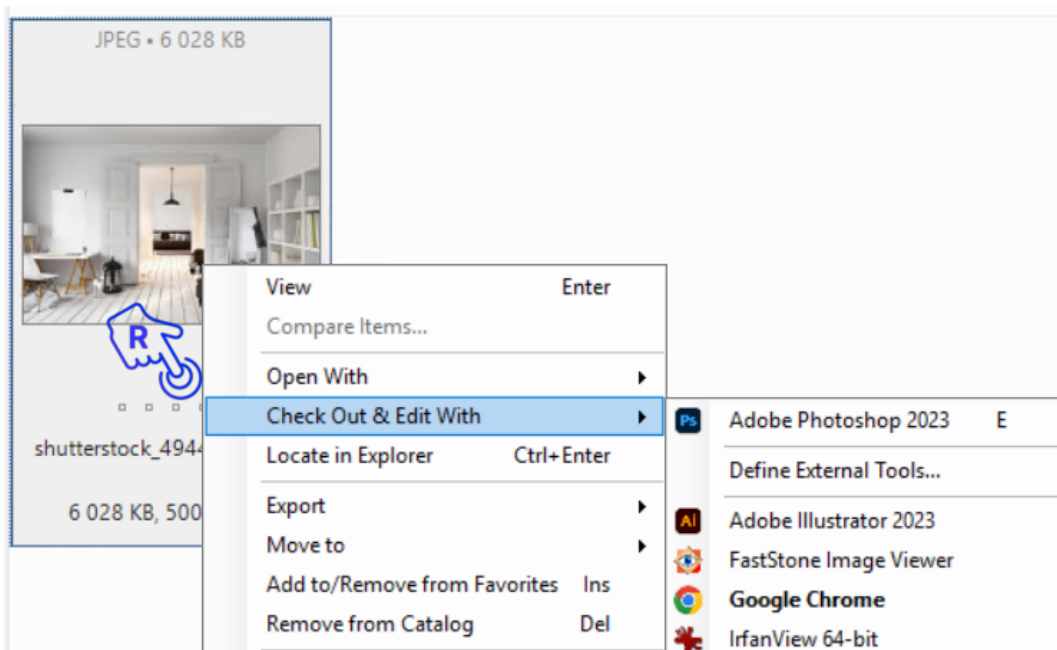 JPEG • 6 028 KB
R
shutterstock_494
6 028 KB, 500
View Enter
Compare Items...
Open With
Check Out & Edit With
Locate in Explorer Ctrl+Enter
Export
Move to
Add to/Remove from Favorites Ins
Remove from Catalog Del
Ps Adobe Photoshop 2023 E
Define External Tools...
Ai Adobe Illustrator 2023
FastStone Image Viewer
Google Chrome
IrfanView 64-bit